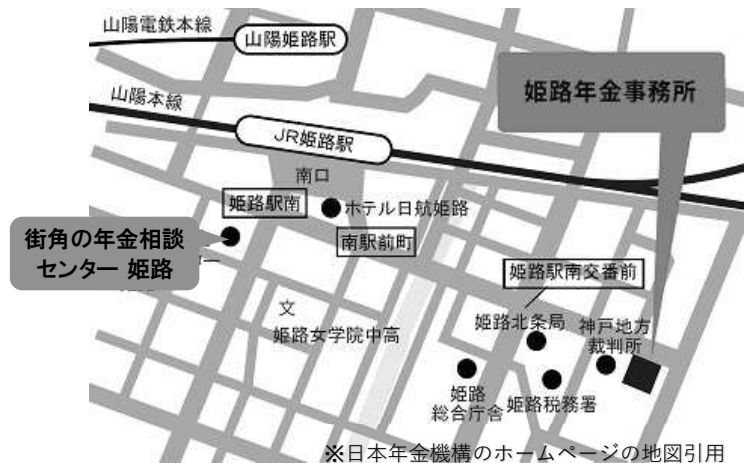 山陽電鉄本線
山陽姫路駅
山陽本線
JR姫路駅
姫路年金事務所
南口
姫路駅南
ホテル日航姫路
街角の年金相談
センター 姫路
ー
南駅前町
姫路駅南交番前
文
姫路女学院中高
姫路北条局
神戸地方
裁判所
姫路
総合庁舎
姫路税務署
※日本年金機構のホームページの地図引用